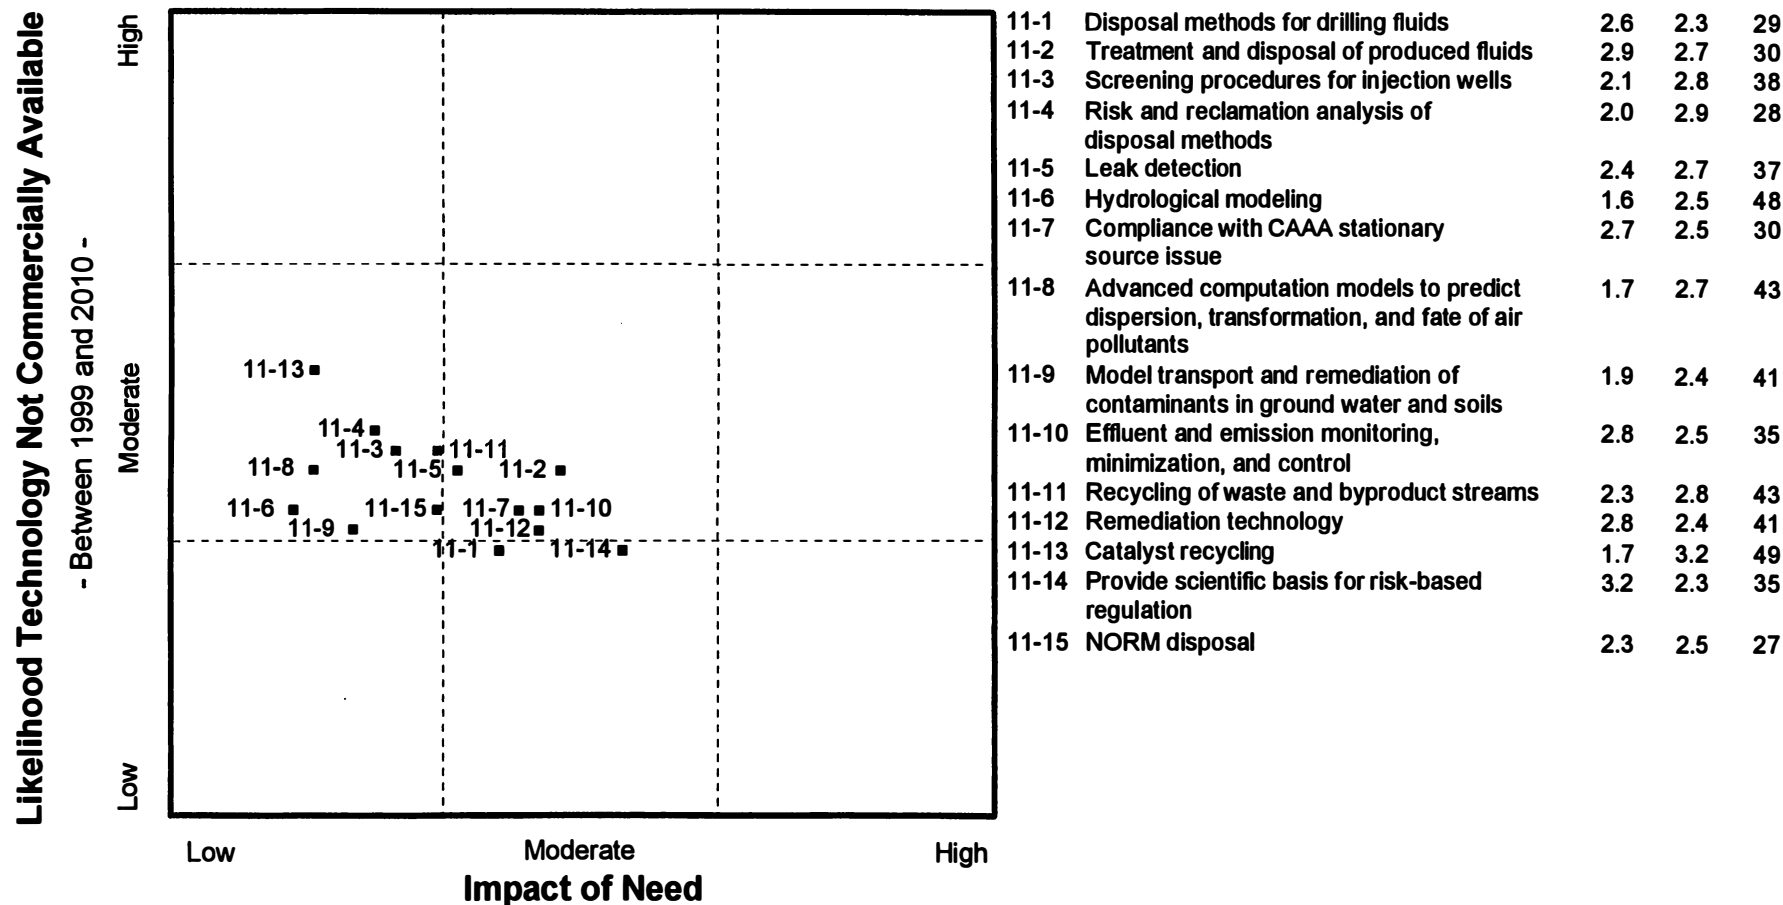 Likelihood Technology Not Commercially Available
- Between 1999 and 2010 -
High
Moderate
Low
11-13
11-4
11-3
11-11
11-8
11-5
11-2
11-6
11-15
11-7
11-10
11-9
11-12
11-1
11-14
Low
Moderate
High
Impact of Need
11-1 Disposal methods for drilling fluids 2.6 2.3 29
11-2 Treatment and disposal of produced fluids 2.9 2.7 30
11-3 Screening procedures for injection wells 2.1 2.8 38
11-4 Risk and reclamation analysis of 2.0 2.9 28
disposal methods
11-5 Leak detection 2.4 2.7 37
11-6 Hydrological modeling 1.6 2.5 48
11-7 Compliance with CAAA stationary 2.7 2.5 30
source issue
11-8 Advanced computation models to predict 1.7 2.7 43
dispersion, transformation, and fate of air
pollutants
11-9 Model transport and remediation of 1.9 2.4 41
contaminants in ground water and soils
11-10 Effluent and emission monitoring, 2.8 2.5 35
minimization, and control
11-11 Recycling of waste and byproduct streams 2.3 2.8 43
11-12 Remediation technology 2.8 2.4 41
11-13 Catalyst recycling 1.7 3.2 49
11-14 Provide scientific basis for risk-based 3.2 2.3 35
regulation
11-15 NORM disposal 2.3 2.5 27